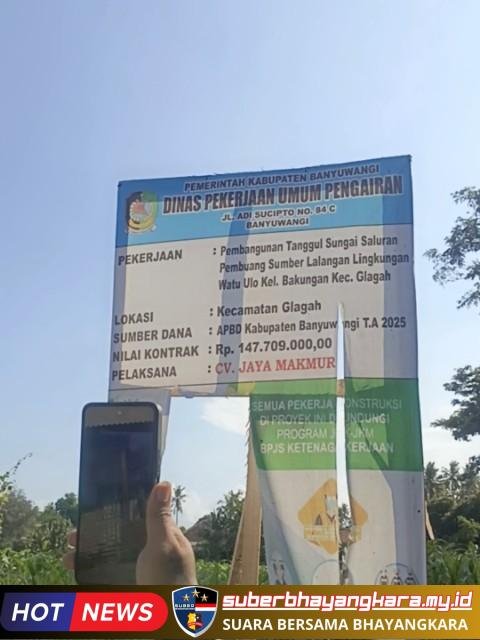 PEMERINTAH KABUPATEN BANYUWANGI
DINAS PEKERJAAN UMUM PENGAIRAN
JL. ADI SUCIPTO NO. 84 C
BANYUWANGI
PEKERJAAN : Pembangunan Tanggul Sungai Saluran
Pembuang Sumber Lalangan Lingkungan
Watu Ulo Kel. Bakungan Kec. Glagah
LOKASI : Kecamatan Glagah
SUMBER DANA : APBD Kabupaten Banyuwangi T.A 2025
NILAI KONTRAK : Rp. 147.709.000,00
PELAKSANA : CV. JAYA MAKMUR
SEMUA PEKERJA KONSTRUKSI
DI PROYEK INI DILINDUNGI
PROGRAM JKK-JKM
BPJS KETENAGAKERJAAN
HOT NEWS
suberbhayangkara.my.id
SUARA BERSAMA BHAYANGKARA